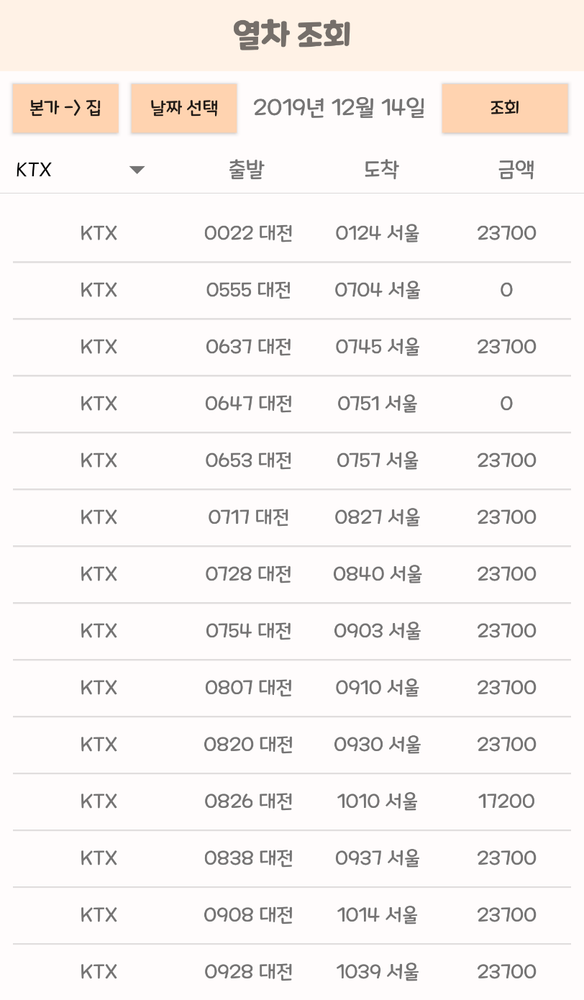 열차 조회
본가 -> 집 날짜 선택 2019년 12월 14일 조회
KTX 출발 도착 금액
KTX 0022 대전 0124 서울 23700
KTX 0555 대전 0704 서울 0
KTX 0637 대전 0745 서울 23700
KTX 0647 대전 0751 서울 0
KTX 0653 대전 0757 서울 23700
KTX 0717 대전 0827 서울 23700
KTX 0728 대전 0840 서울 23700
KTX 0754 대전 0903 서울 23700
KTX 0807 대전 0910 서울 23700
KTX 0820 대전 0930 서울 23700
KTX 0826 대전 1010 서울 17200
KTX 0838 대전 0937 서울 23700
KTX 0908 대전 1014 서울 23700
KTX 0928 대전 1039 서울 23700